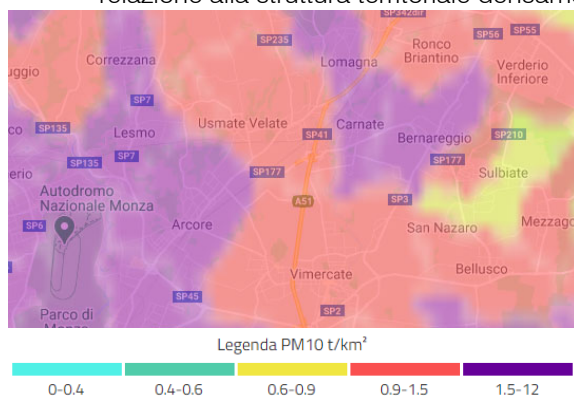 SP342dir
SP235
SP56
SP55
Ronco
Briantino
Correzzana
Lomagna
Verderio
Inferiore
SP7
SP135
Lesmo
Usmate Velate
SP41
Carnate
Bernareggio
SP210
SP135
SP7
SP177
SP177
Sulbiate
Autodromo
Nazionale Monza
A51
SP3
SP6
Arcore
San Nazaro
Mezzago
Vimercate
Bellusco
SP45
SP2
Parco di
Legenda PM10 t/km²
0-0.4
0.4-0.6
0.6-0.9
0.9-1.5
1.5-12